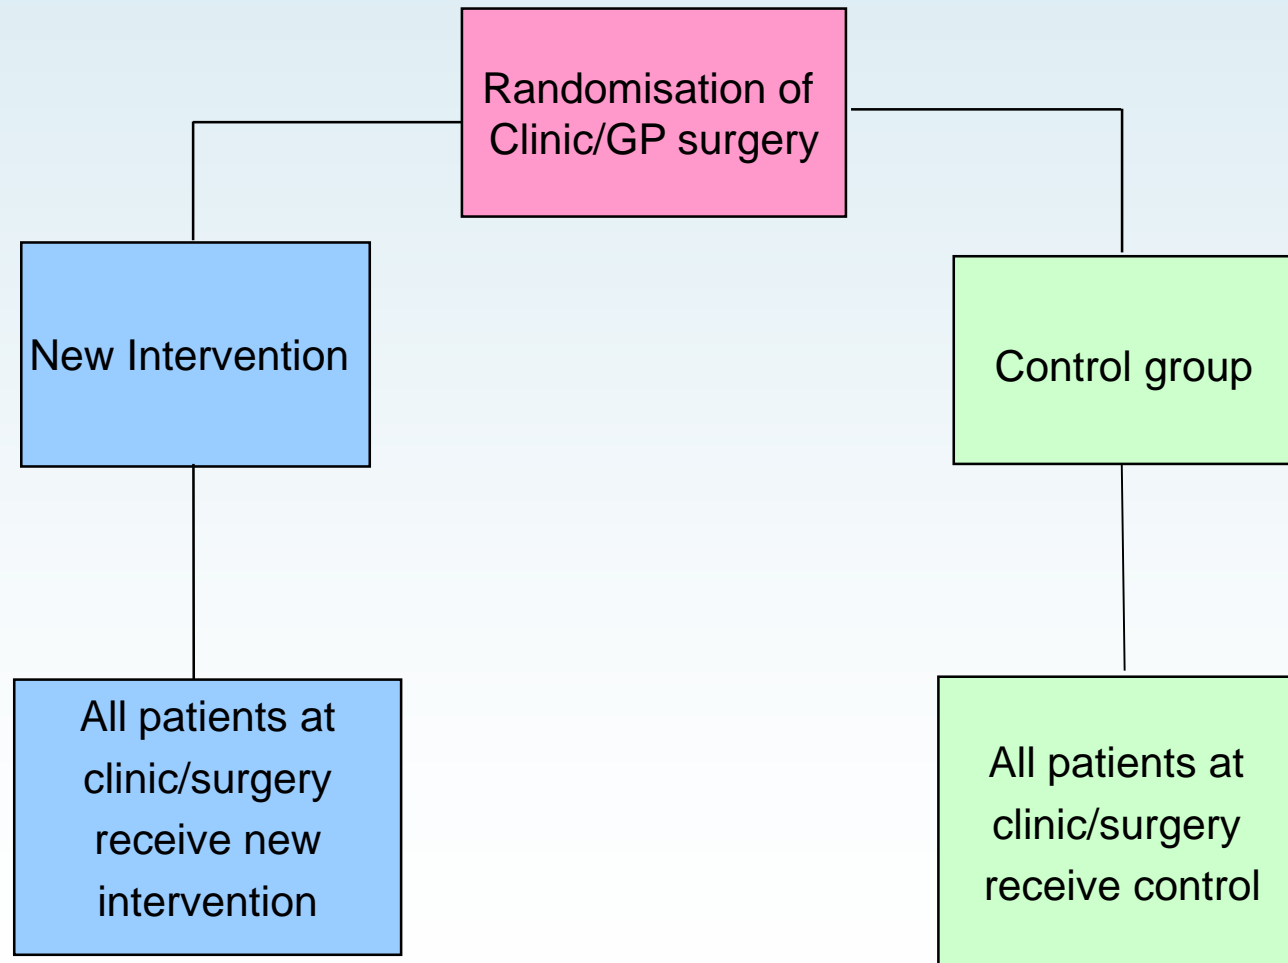 Randomisation of
Clinic/GP surgery
New Intervention
Control group
All patients at
clinic/surgery
receive new
intervention
All patients at
clinic/surgery
receive control